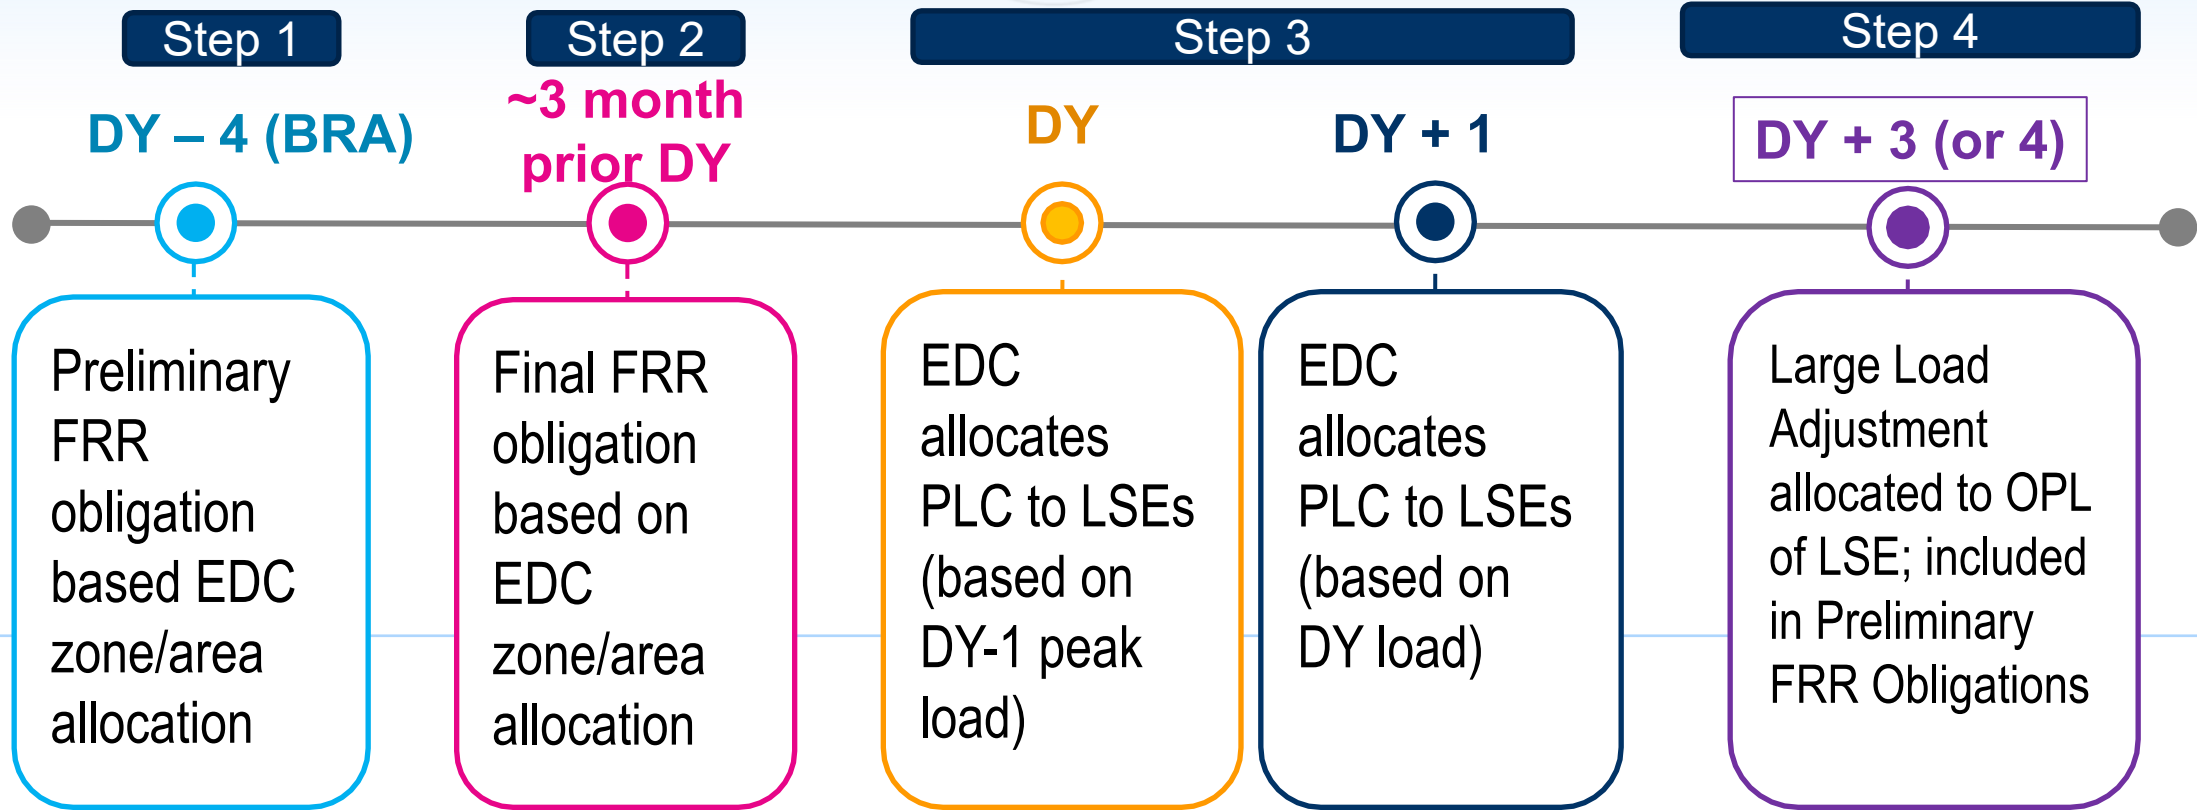 Step 1
Step 2
Step 3
Step 4
DY – 4 (BRA)
~3 month
prior DY
DY
DY + 1
DY + 3 (or 4)
Preliminary
FRR
obligation
based EDC
zone/area
allocation
Final FRR
obligation
based on
EDC
zone/area
allocation
EDC
allocates
PLC to LSEs
(based on
DY-1 peak
load)
EDC
allocates
PLC to LSEs
(based on
DY load)
Large Load
Adjustment
allocated to OPL
of LSE; included
in Preliminary
FRR Obligations